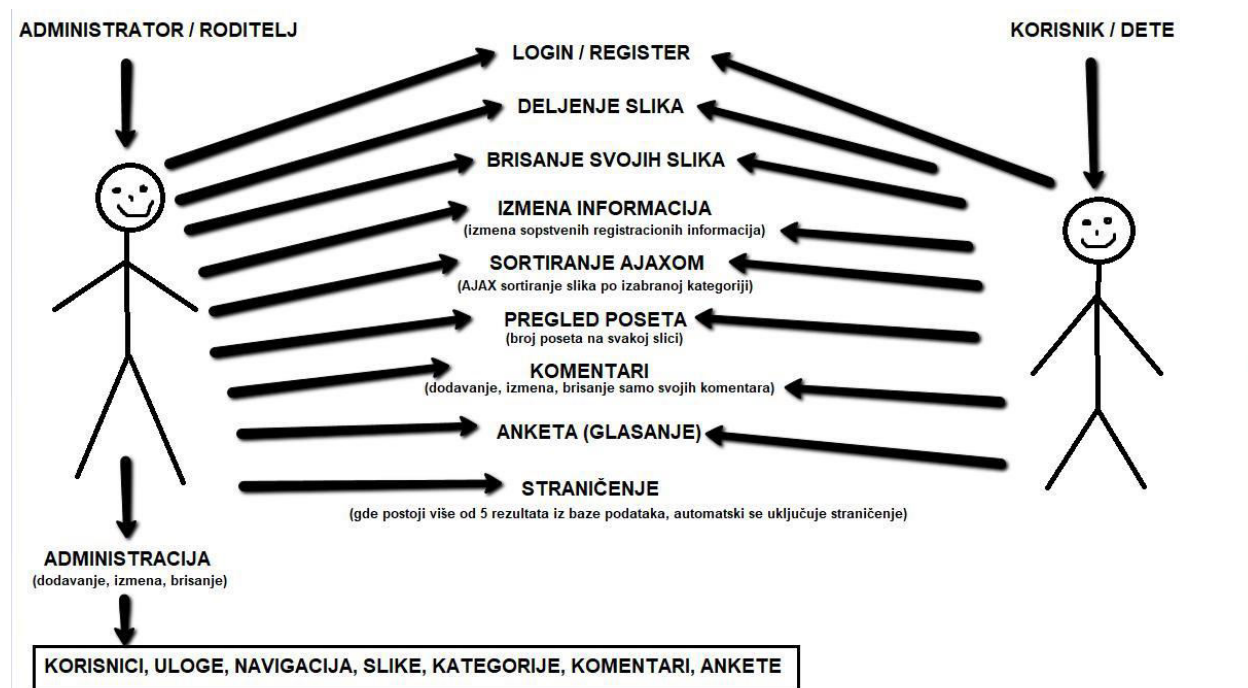 ADMINISTRATOR / RODITELJ
KORISNIK / DETE
LOGIN / REGISTER
DELJENJE SLIKA
BRISANJE SVOJIH SLIKA
IZMENA INFORMACIJA
(izmena sopstvenih registracionih informacija)
SORTIRANJE AJAXOM
(AJAX sortiranje slika po izabranoj kategoriji)
PREGLED POSETA
(broj poseta na svakoj slici)
KOMENTARI
(dodavanje, izmena, brisanje samo svojih komentara)
ANKETA (GLASANJE)
STRANIČENJE
(gde postoji više od 5 rezultata iz baze podataka, automatski se uključuje straničenje)
ADMINISTRACIJA
(dodavanje, izmena, brisanje)
KORISNICI, ULOGE, NAVIGACIJA, SLIKE, KATEGORIJE, KOMENTARI, ANKETE